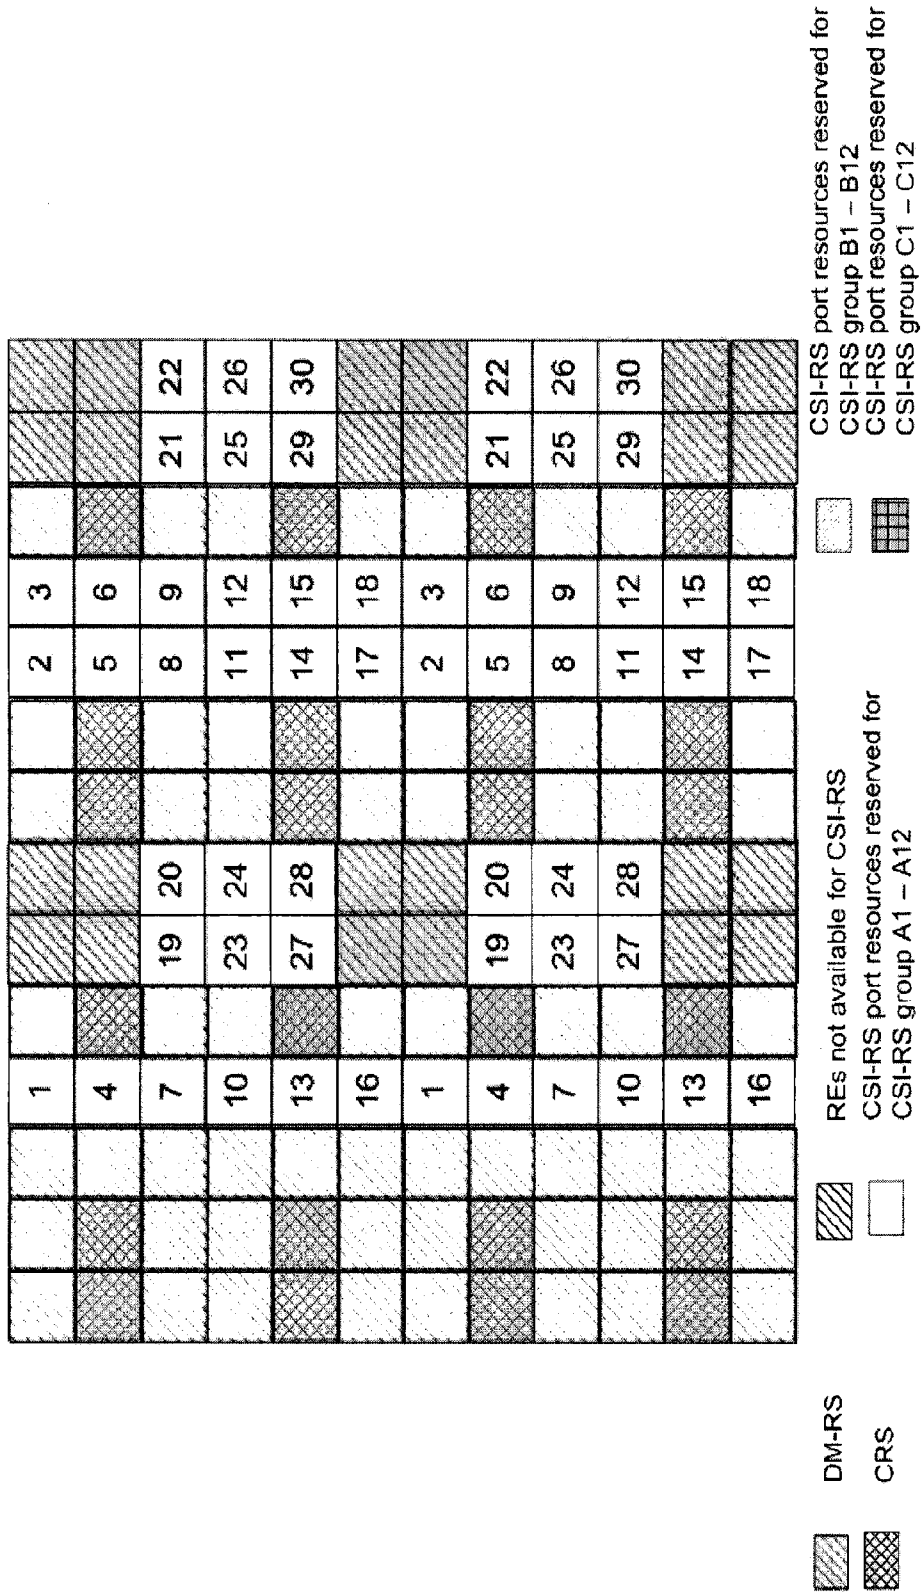 1 2 3
4 5 6
7 19 20 8 9 21 22
10 23 24 11 12 25 26
13 27 28 14 15 29 30
16 17 18
1 2 3
4 19 20 5 6 21 22
7 23 24 8 9 25 26
10 27 28 11 12 29 30
13 14 15
16 17 18
DM-RS
CRS
REs not available for CSI-RS
CSI-RS port resources reserved for
CSI-RS group A1 – A12
CSI-RS port resources reserved for
CSI-RS group B1 – B12
CSI-RS port resources reserved for
CSI-RS group C1 – C12